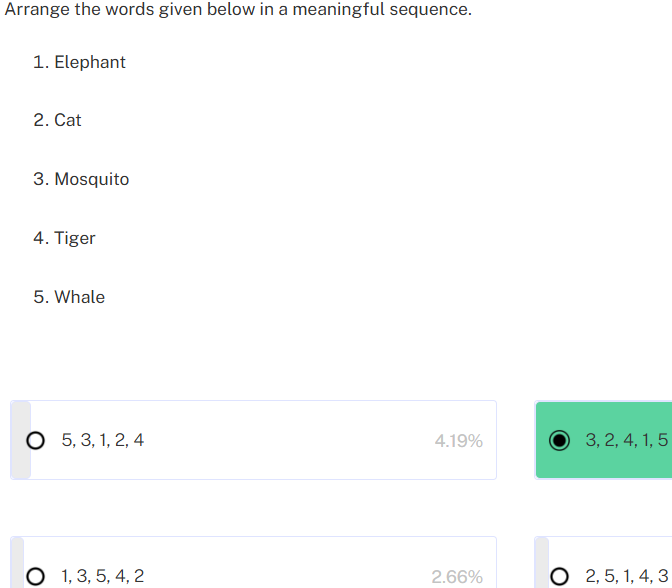 Arrange the words given below in a meaningful sequence.
1. Elephant
2. Cat
3. Mosquito
4. Tiger
5. Whale
5, 3, 1, 2, 4 4.19% 3, 2, 4, 1, 5
1, 3, 5, 4, 2 2.66% 2, 5, 1, 4, 3